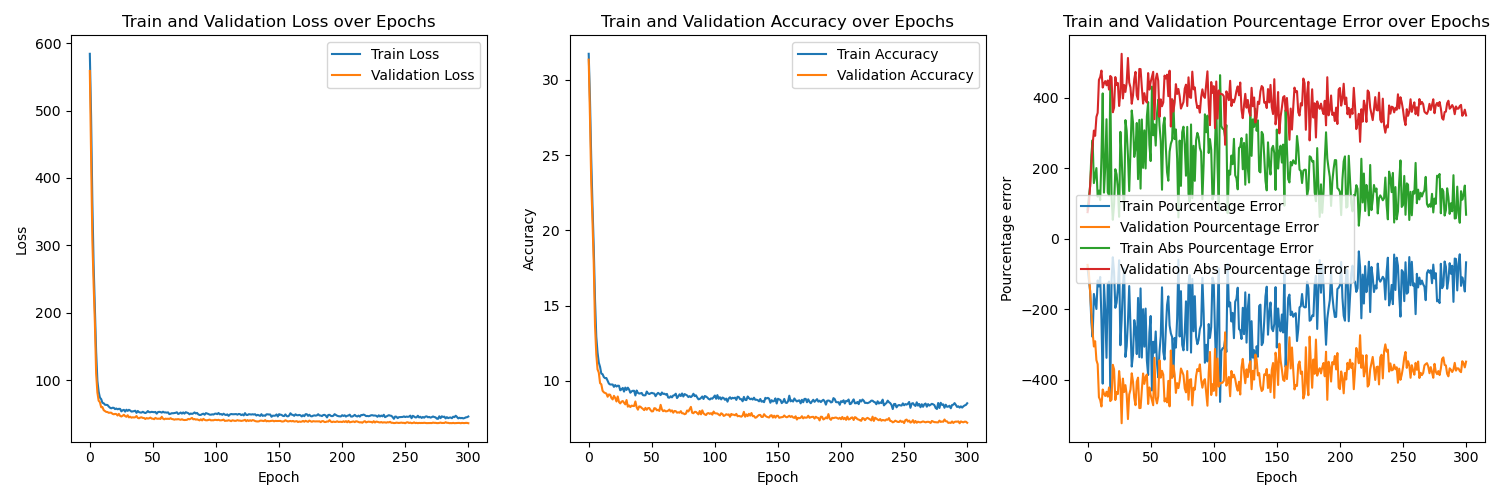 Train and Validation Loss over Epochs
600
500
400
300
200
100
0
50
100
150
200
250
300
Loss
Epoch
Train Loss
Validation Loss
Train and Validation Accuracy over Epochs
30
25
20
15
10
0
50
100
150
200
250
300
Accuracy
Epoch
Train Accuracy
Validation Accuracy
Train and Validation Pourcentage Error over Epochs
400
200
0
−200
−400
0
50
100
150
200
250
300
Pourcentage error
Epoch
Train Pourcentage Error
Validation Pourcentage Error
Train Abs Pourcentage Error
Validation Abs Pourcentage Error